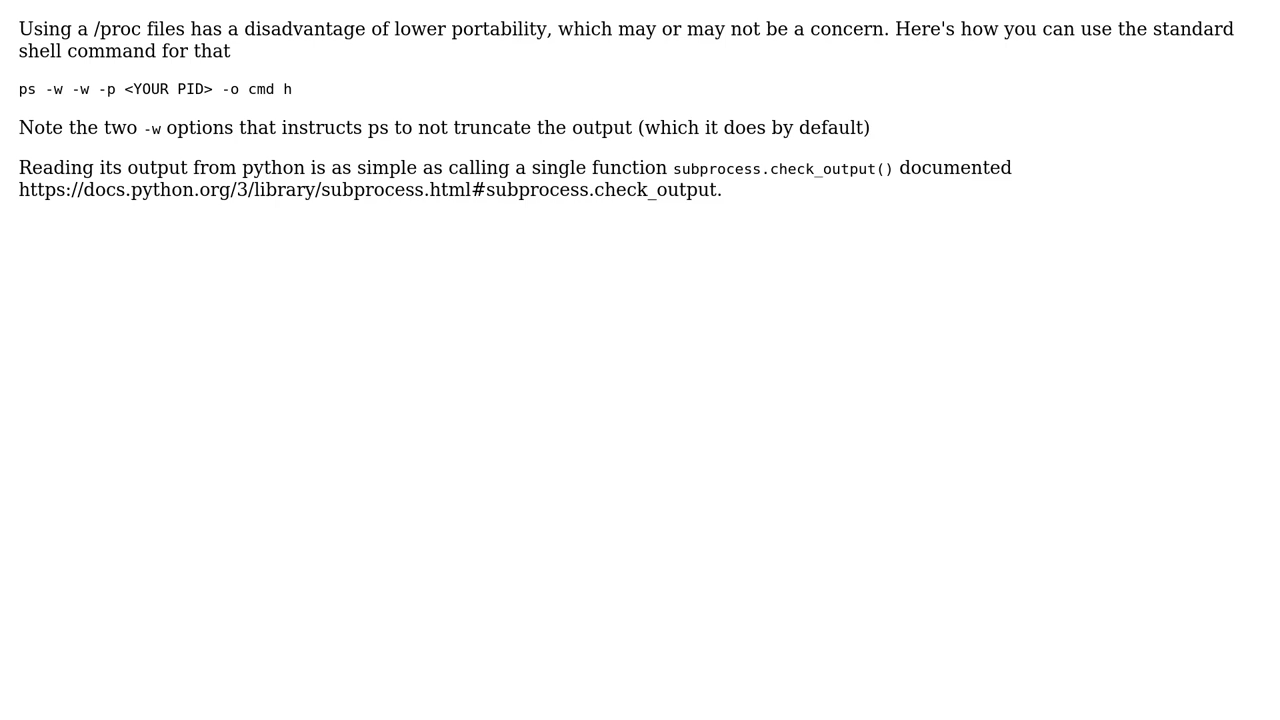 Using a /proc files has a disadvantage of lower portability, which may or may not be a concern. Here's how you can use the standard
shell command for that
ps -w -w -p <YOUR PID> -o cmd h
Note the two -w options that instructs ps to not truncate the output (which it does by default)
Reading its output from python is as simple as calling a single function subprocess.check_output() documented
https://docs.python.org/3/library/subprocess.html#subprocess.check_output.